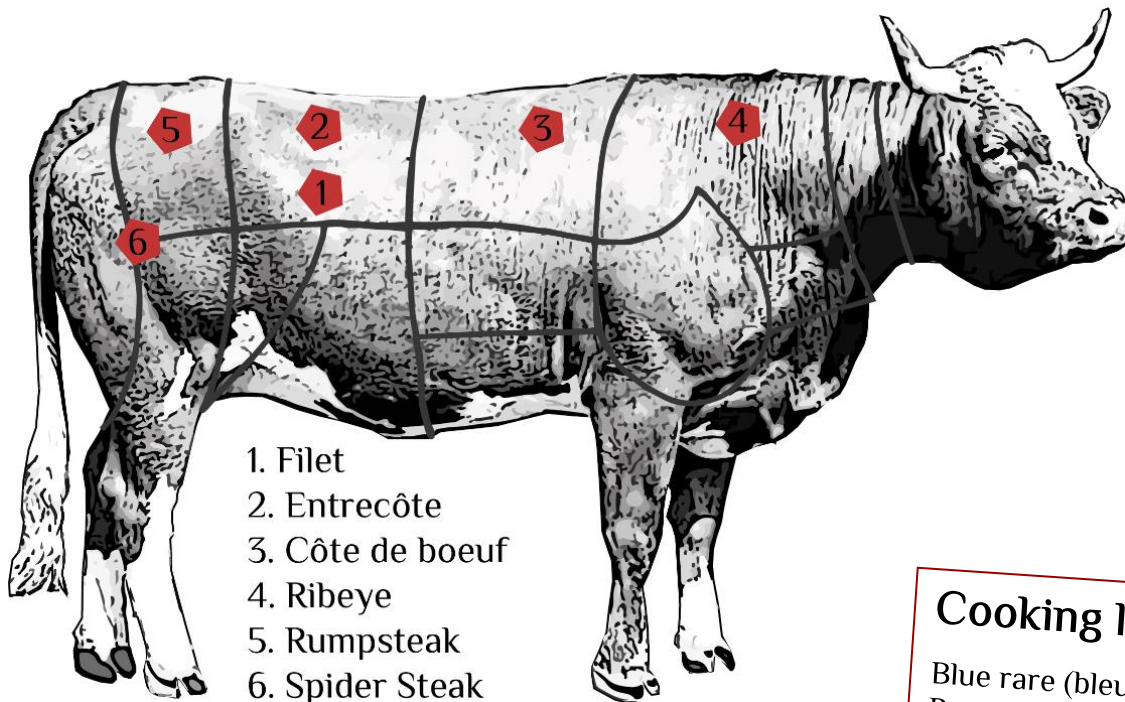 5
2
3
4
1
6
1. Filet
2. Entrecôte
3. Côte de boeuf
4. Ribeye
5. Rumpsteak
6. Spider Steak
Cooking
Blue rare (bleu